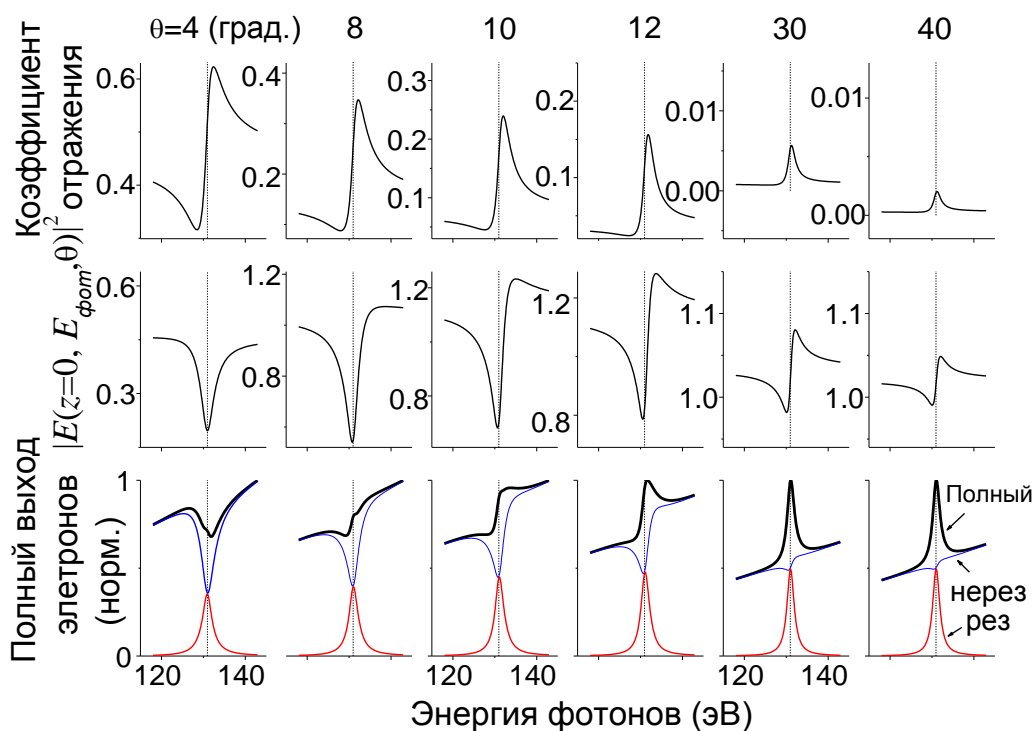 θ=4 (град.) 8 10 12 30 40
Коэффициент
отражения
0.6
0.4
0.4
0.2
0.3
0.2
0.1
0.2
0.1
0.01
0.00
0.01
0.00
|E(z=0, Eфот,θ)|²
0.6
0.3
1.2
0.8
1.2
0.8
1.2
0.8
1.1
1.0
1.1
1.0
Полный выход
элетронов
(норм.)
1
0
Полный
нерез
рез
120 140 120 140 120 140
Энергия фотонов (эВ)